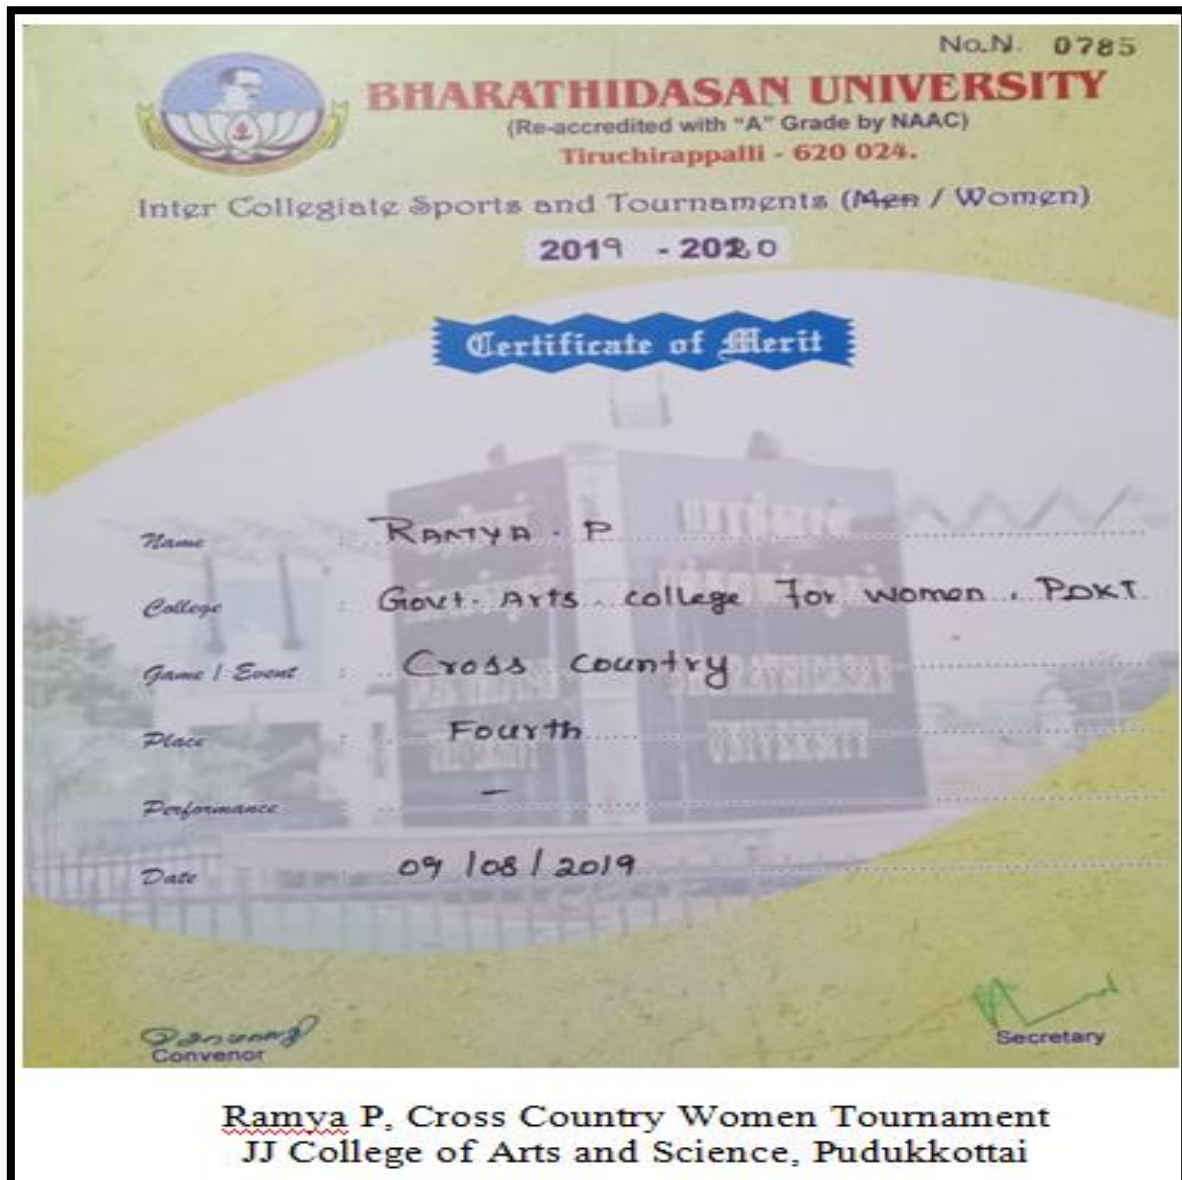 No.N. 0785
BHARATHIDASAN UNIVERSITY
(Re-accredited with "A" Grade by NAAC)
Tiruchirappalli - 620 024.
Inter Collegiate Sports and Tournaments (Men / Women)
2019 - 2020
Certificate of Merit
Name : RAMYA . P
College : Govt. Arts college for women, PDKT
Game / Event : Cross country
Place : Fourth
Performance : –
Date : 09/08/2019
Convenor
Secretary
BHARATHIDASAN
UNIVERSITY
Ramya P, Cross Country Women Tournament
JJ College of Arts and Science, Pudukkottai